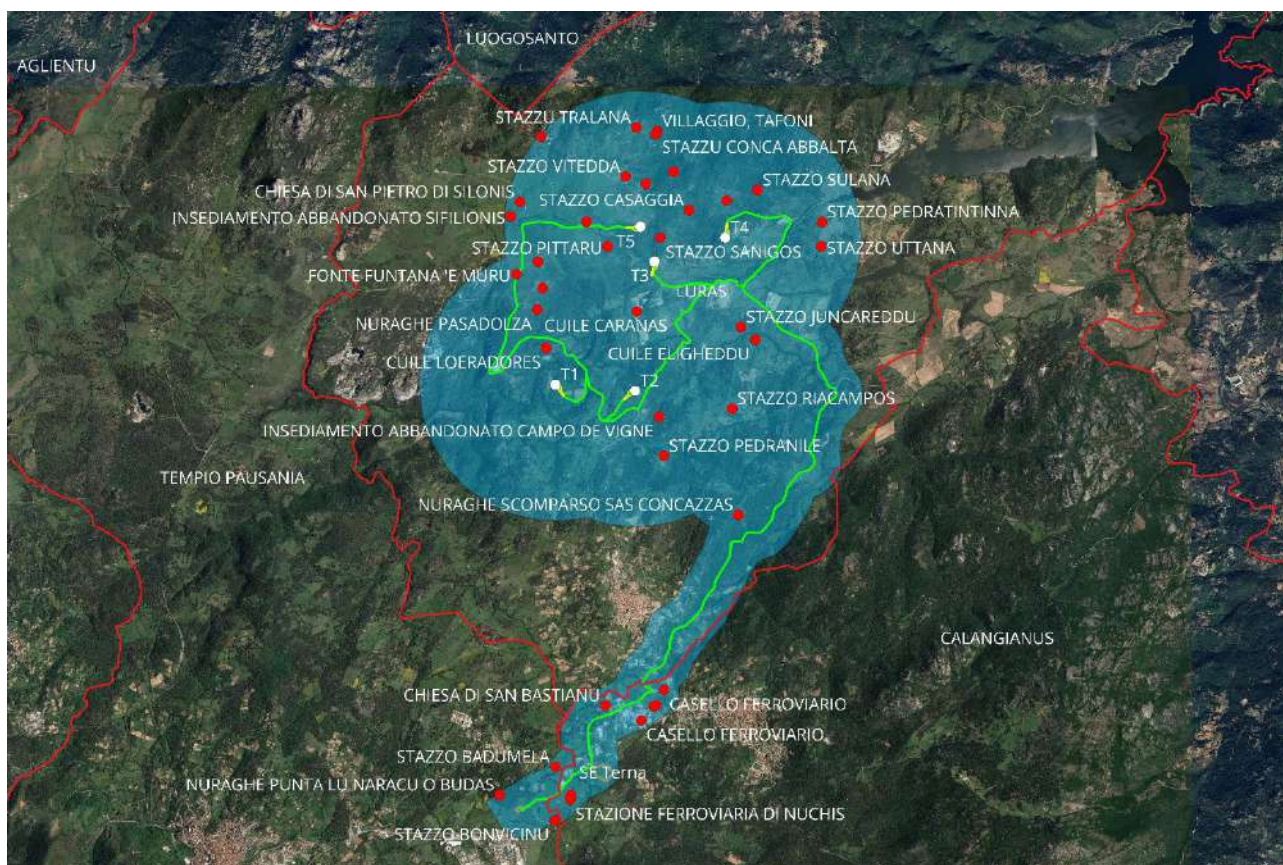 LUOGOSANTO
AGLIENTU
STAZZU TRALANA
VILLAGGIO, TAFONI
STAZZU CONCA ABBALTA
STAZZO VITEDDA
STAZZO SULANA
CHIESA DI SAN PIETRO DI SILONIS
STAZZO CASAGGIA
INSEDIAMENTO ABBANDONATO SIFILIONIS
STAZZO PEDRATINTINNA
T5
T4
STAZZO PITTARU
STAZZO SANIGOS
STAZZO UTTANA
FONTE FUNTANA 'E MURU
T3
LURAS
NURAGHE PASADOLZA
CUILE CARANAS
STAZZO JUNCAREDDU
CUILE LOERADORES
CUILE ELIGHEDDU
T1
T2
STAZZO RIACAMPOS
INSEDIAMENTO ABBANDONATO CAMPO DE VIGNE
STAZZO PEDRANILE
TEMPIO PAUSANIA
NURAGHE SCOMPARSO SAS CONCAZZAS
CALANGIANUS
CHIESA DI SAN BASTIANU
CASELLO FERROVIARIO
CASELLO FERROVIARIO
STAZZO BADUMELA
SE Terna
NURAGHE PUNTA LU NARACU O BUDAS
STAZIONE FERROVIARIA DI NUCHIS
STAZZO BONVICINU